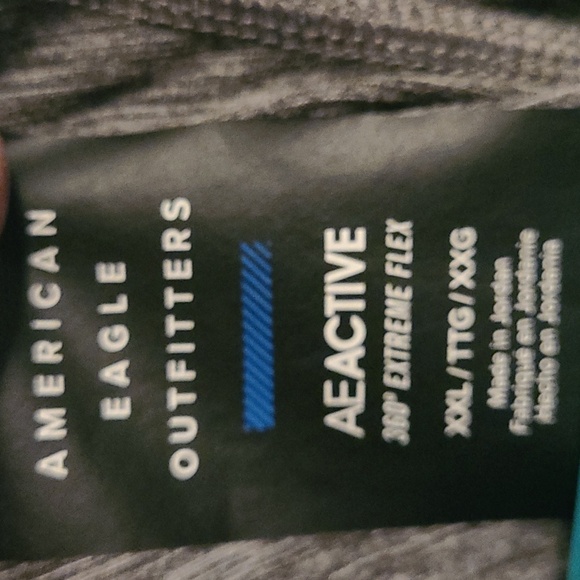 AMERICAN
EAGLE
OUTFITTERS
AEACTIVE
360° EXTREME FLEX
XXL/TTG/XXG
Made in Jordan
Fabriqué en Jordanie
Hecho en Jordania